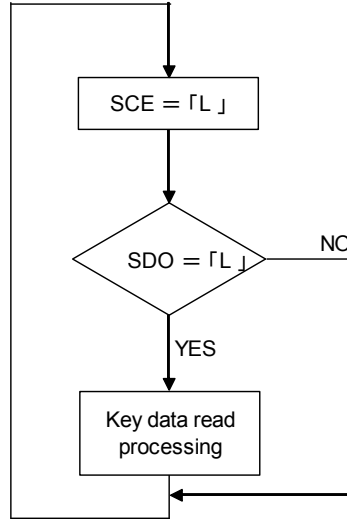 SCE = ｢L｣
SDO = ｢L｣
NO
YES
Key data read
processing